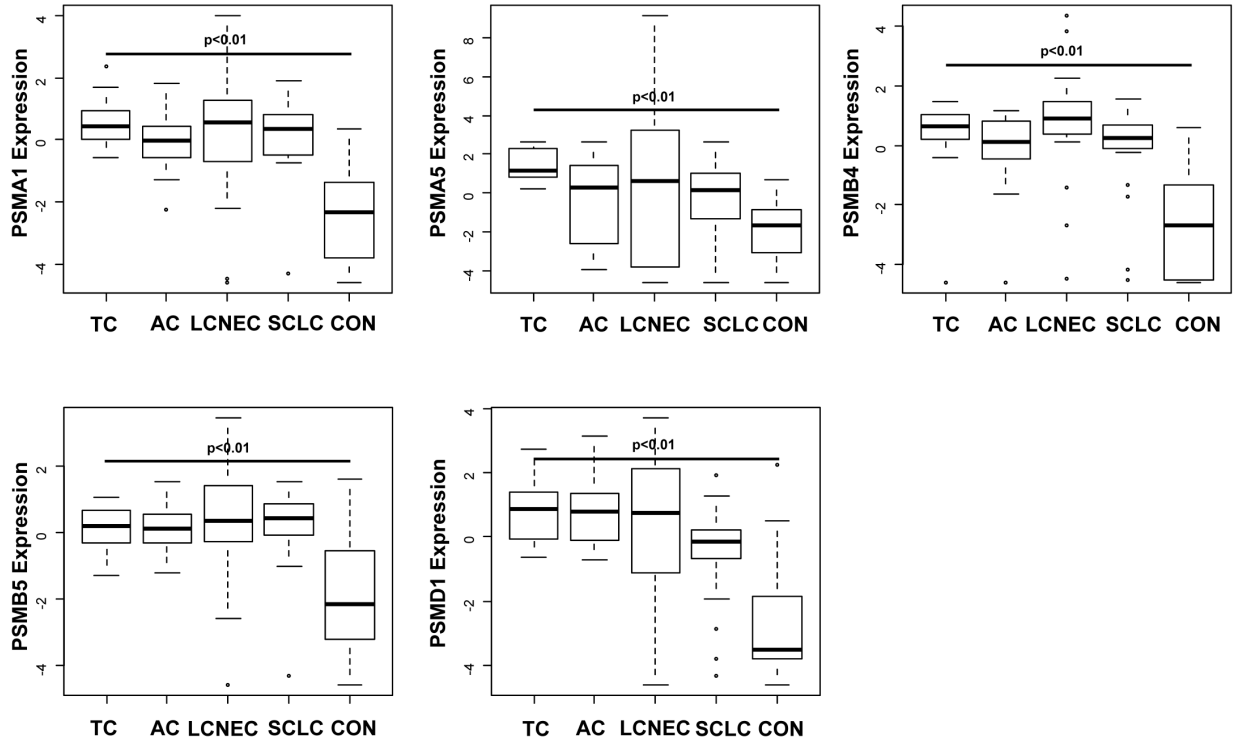 PSMA1 Expression
4
2
0
-2
-4
p<0.01
TC AC LCNEC SCLC CON
PSMA5 Expression
8
6
4
2
0
-2
-4
p<0.01
TC AC LCNEC SCLC CON
PSMB4 Expression
4
2
0
-2
-4
p<0.01
TC AC LCNEC SCLC CON
PSMB5 Expression
2
0
-2
-4
p<0.01
TC AC LCNEC SCLC CON
PSMD1 Expression
4
2
0
-2
-4
p<0.01
TC AC LCNEC SCLC CON